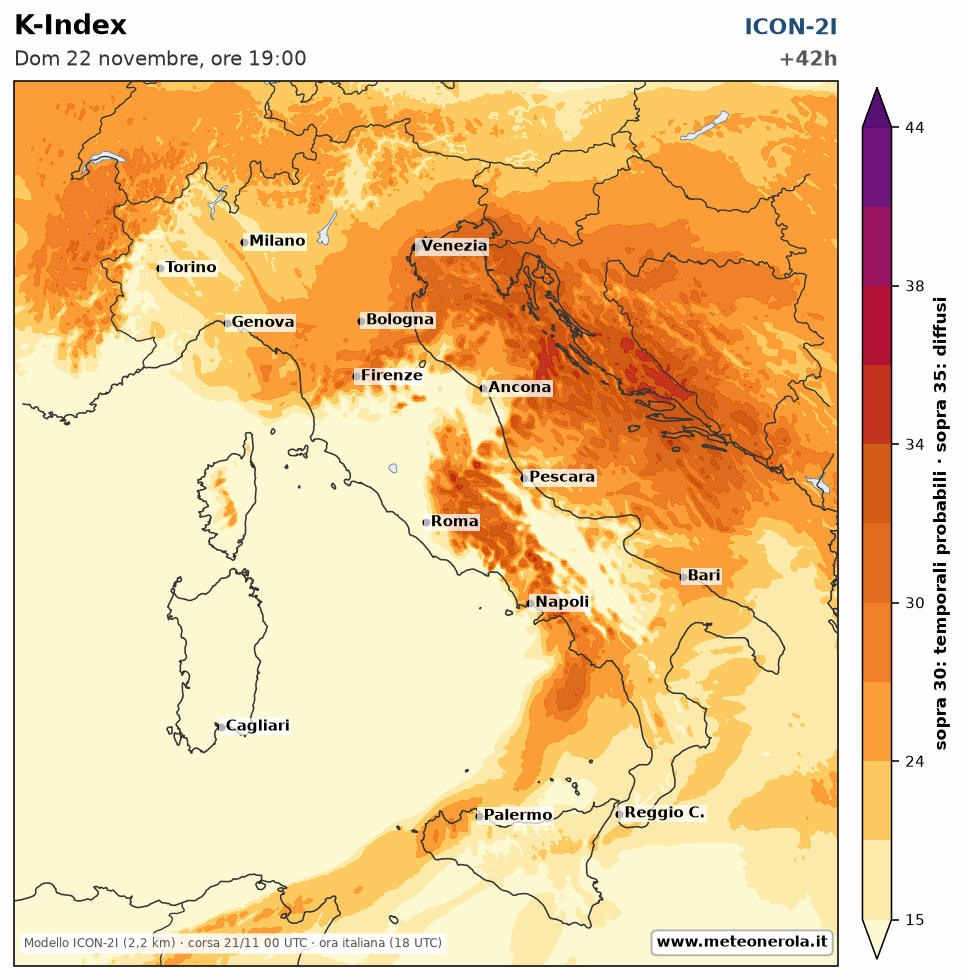 K-Index
ICON-2I
Dom 22 novembre, ore 19:00
+42h
44
Milano
Venezia
Torino
38
Genova
Bologna
Firenze
Ancona
34
Pescara
Roma
Bari
Napoli
30
Cagliari
24
Palermo
Reggio C.
15
sopra 30: temporali probabili · sopra 35: diffusi
Modello ICON-2I (2,2 km) · corsa 21/11 00 UTC · ora italiana (18 UTC)
www.meteonerola.it